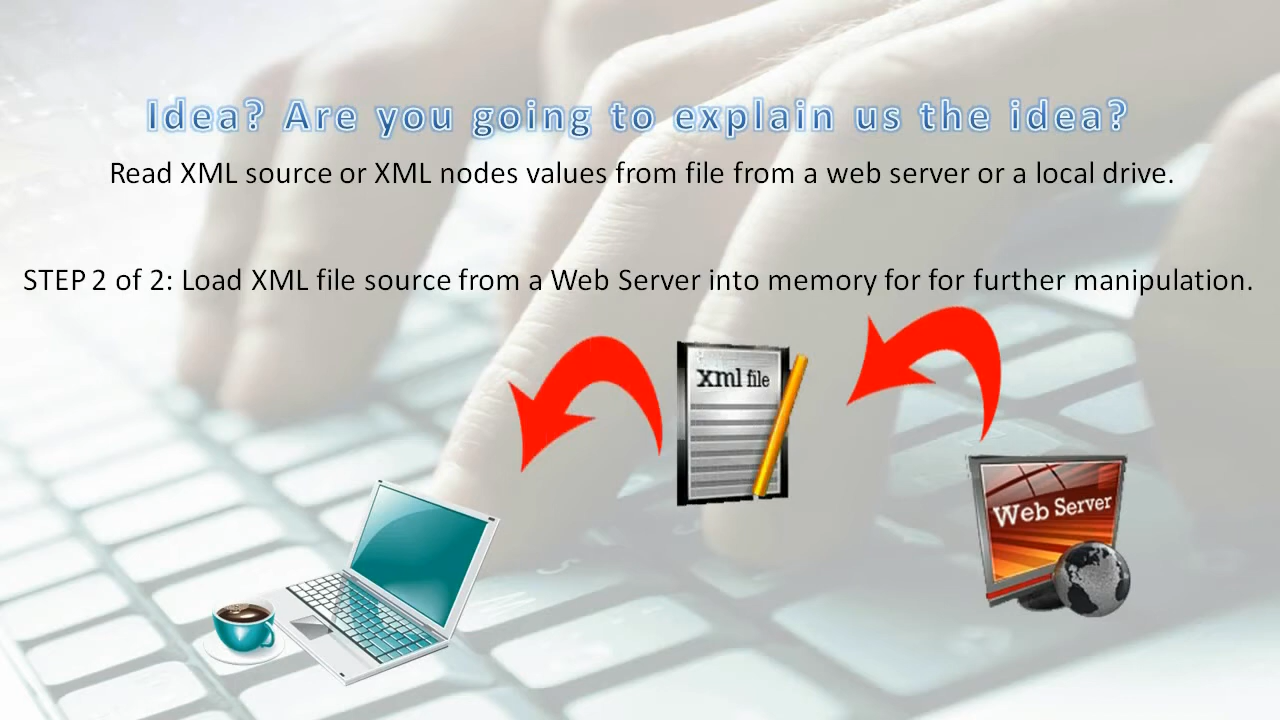 Idea? Are you going to explain us the idea?
Read XML source or XML nodes values from file from a web server or a local drive.
STEP 2 of 2: Load XML file source from a Web Server into memory for for further manipulation.
xml file
Web Server